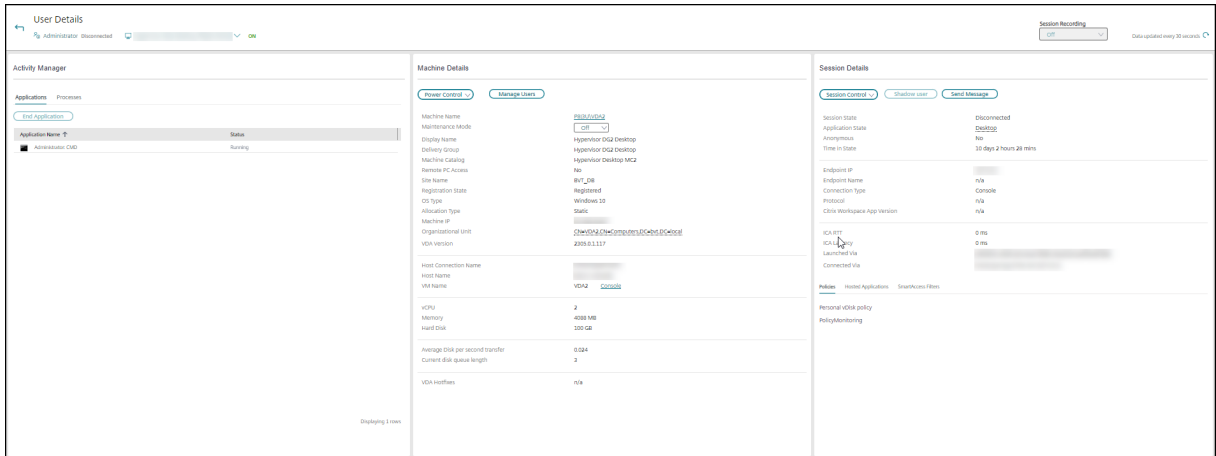 User Details
Administrator Disconnected ON
Session Recording
Off
Data updated every 30 seconds
Activity Manager
Applications Processes
End Application
Application Name Status
Administrator: CMD Running
Displaying 1 rows
Machine Details
Power Control Manage Users
Machine Name
Maintenance Mode Off
Display Name Hypervisor DG2 Desktop
Delivery Group Hypervisor DG2 Desktop
Machine Catalog Hypervisor Desktop MC2
Remote PC Access No
Site Name BVT_DB
Registration State Registered
OS Type Windows 10
Allocation Type Static
Machine IP
Organizational Unit CN=VDA2,CN=Computers,DC=bvt,DC=local
VDA Version 2305.0.1.117
Host Connection Name
Host Name
VM Name VDA2 Console
vCPU 2
Memory 4088 MB
Hard Disk 100 GB
Average Disk per second transfer 0.024
Current disk queue length 3
VDA Hotfixes n/a
Session Details
Session Control Shadow user Send Message
Session State Disconnected
Application State Desktop
Anonymous No
Time in State 10 days 2 hours 28 mins
Endpoint IP
Endpoint Name n/a
Connection Type Console
Protocol n/a
Citrix Workspace App Version n/a
ICA RTT 0 ms
ICA Latency 0 ms
Launched Via
Connected Via
Policies Hosted Applications SmartAccess Filters
Personal vDisk policy
PolicyMonitoring